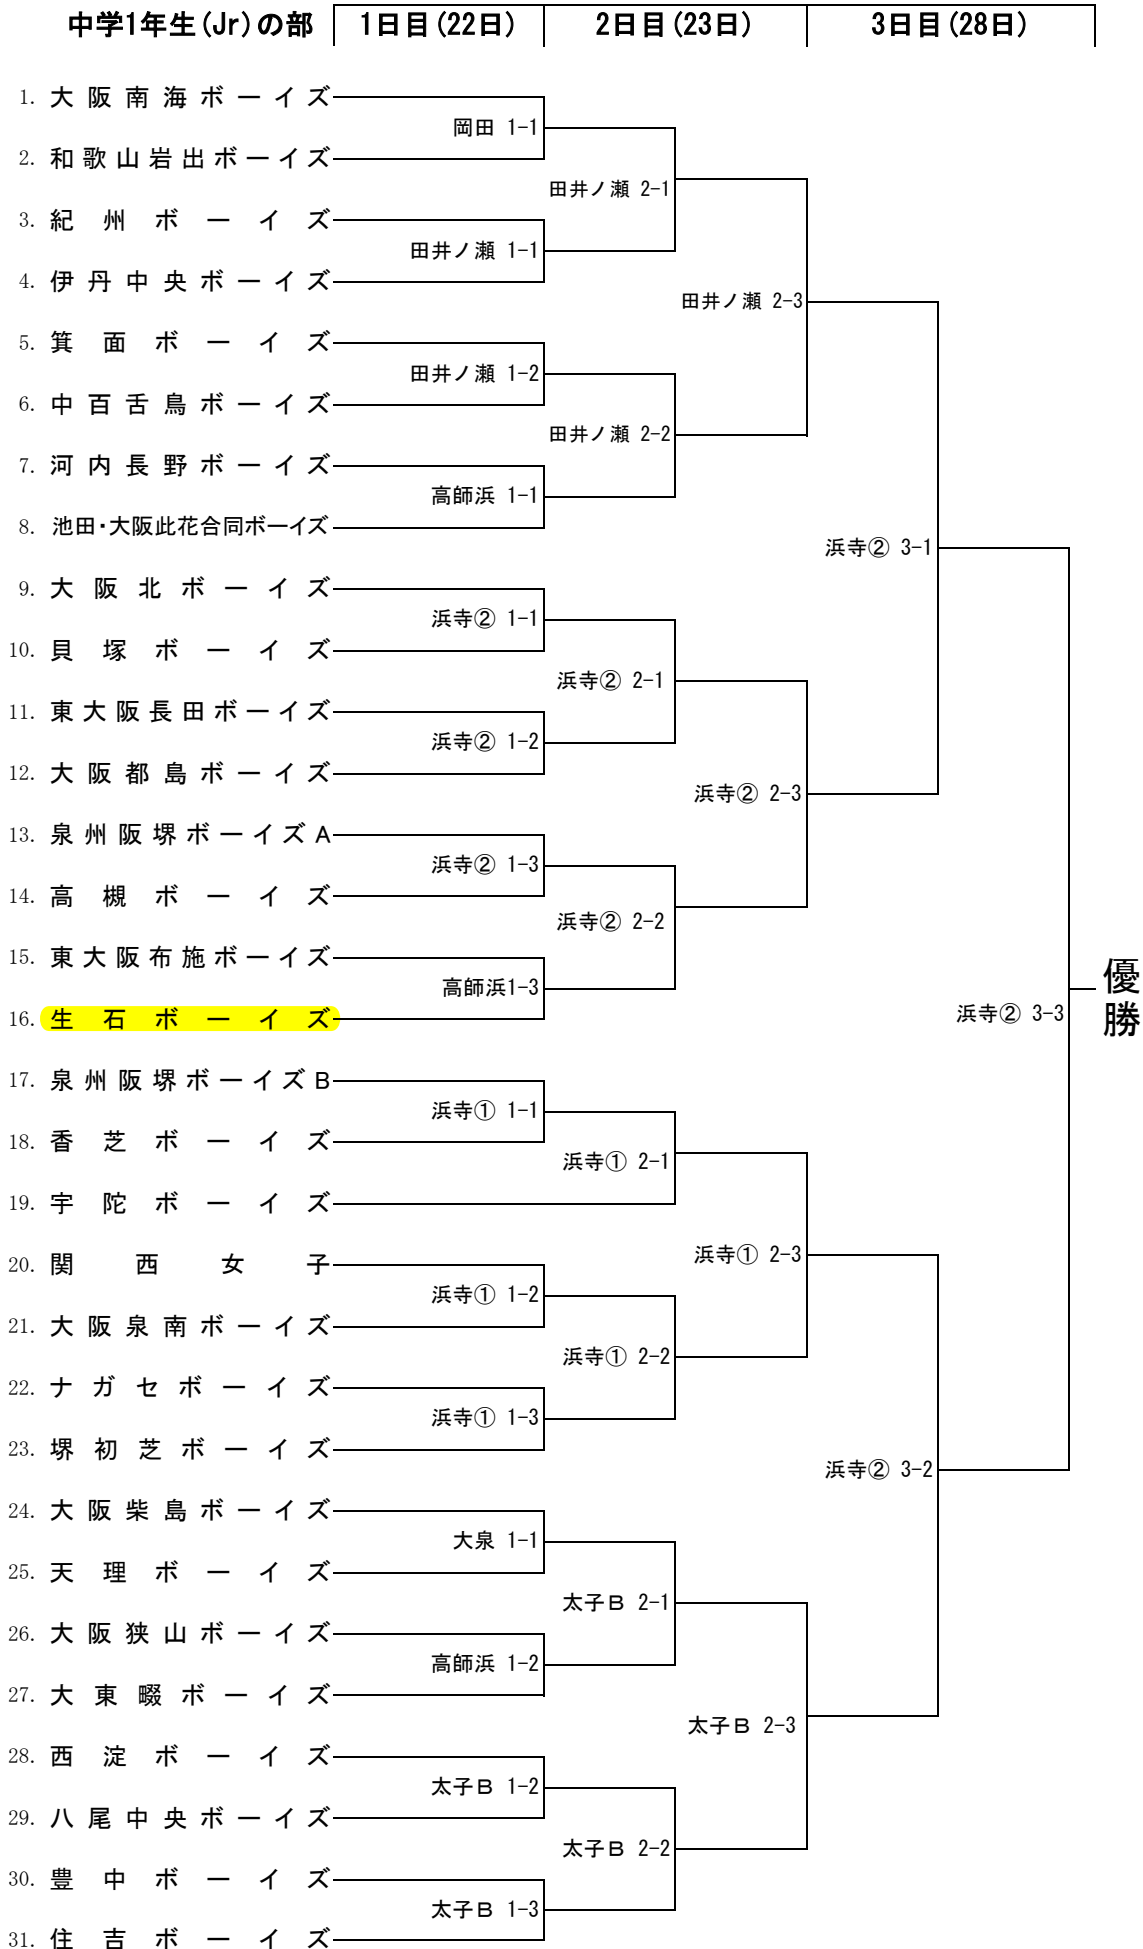 中学1年生(Jr)の部 1日目(22日) 2日目(23日) 3日目(28日)
1. 大阪南海ボーイズ
岡田 1-1
2. 和歌山岩出ボーイズ
田井ノ瀬 2-1
3. 紀州ボーイズ
田井ノ瀬 1-1
4. 伊丹中央ボーイズ
田井ノ瀬 2-3
5. 箕面ボーイズ
田井ノ瀬 1-2
6. 中百舌鳥ボーイズ
田井ノ瀬 2-2
7. 河内長野ボーイズ
高師浜 1-1
8. 池田・大阪此花合同ボーイズ
浜寺② 3-1
9. 大阪北ボーイズ
浜寺② 1-1
10. 貝塚ボーイズ
浜寺② 2-1
11. 東大阪長田ボーイズ
浜寺② 1-2
12. 大阪都島ボーイズ
浜寺② 2-3
13. 泉州阪堺ボーイズA
浜寺② 1-3
14. 高槻ボーイズ
浜寺② 2-2
15. 東大阪布施ボーイズ
高師浜1-3
16. 生石ボーイズ
浜寺② 3-3
優勝
17. 泉州阪堺ボーイズB
浜寺① 1-1
18. 香芝ボーイズ
浜寺① 2-1
19. 宇陀ボーイズ
浜寺① 2-3
20. 関西女子
浜寺① 1-2
21. 大阪泉南ボーイズ
浜寺① 2-2
22. ナガセボーイズ
浜寺① 1-3
23. 堺初芝ボーイズ
浜寺② 3-2
24. 大阪柴島ボーイズ
大泉 1-1
25. 天理ボーイズ
太子B 2-1
26. 大阪狭山ボーイズ
高師浜 1-2
27. 大東畷ボーイズ
太子B 2-3
28. 西淀ボーイズ
太子B 1-2
29. 八尾中央ボーイズ
太子B 2-2
30. 豊中ボーイズ
太子B 1-3
31. 住吉ボーイズ